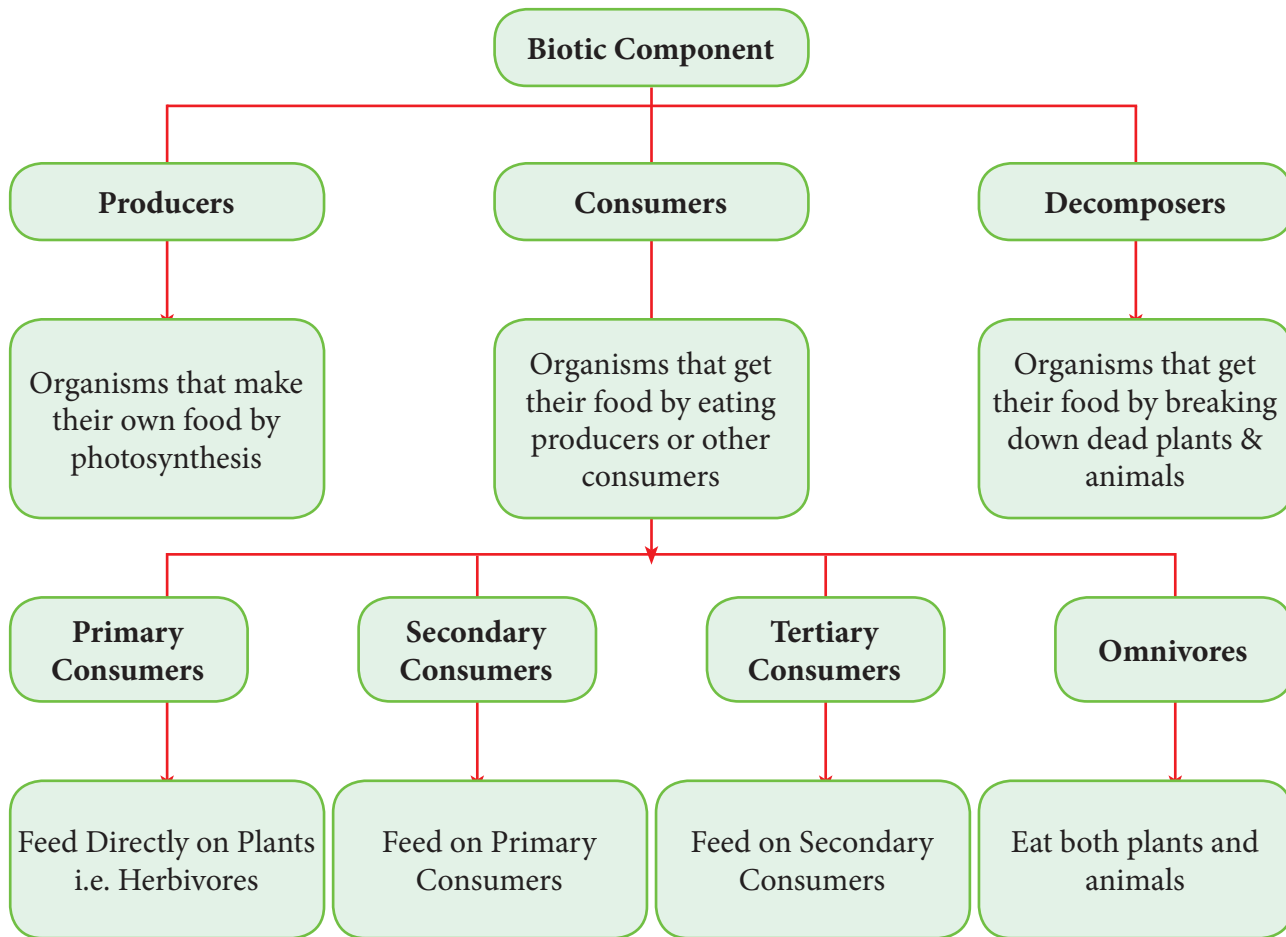 Biotic Component
Producers
Consumers
Decomposers
Organisms that make
their own food by
photosynthesis
Organisms that get
their food by eating
producers or other
consumers
Organisms that get
their food by breaking
down dead plants &
animals
Primary
Consumers
Secondary
Consumers
Tertiary
Consumers
Omnivores
Feed Directly on Plants
i.e. Herbivores
Feed on Primary
Consumers
Feed on Secondary
Consumers
Eat both plants and
animals